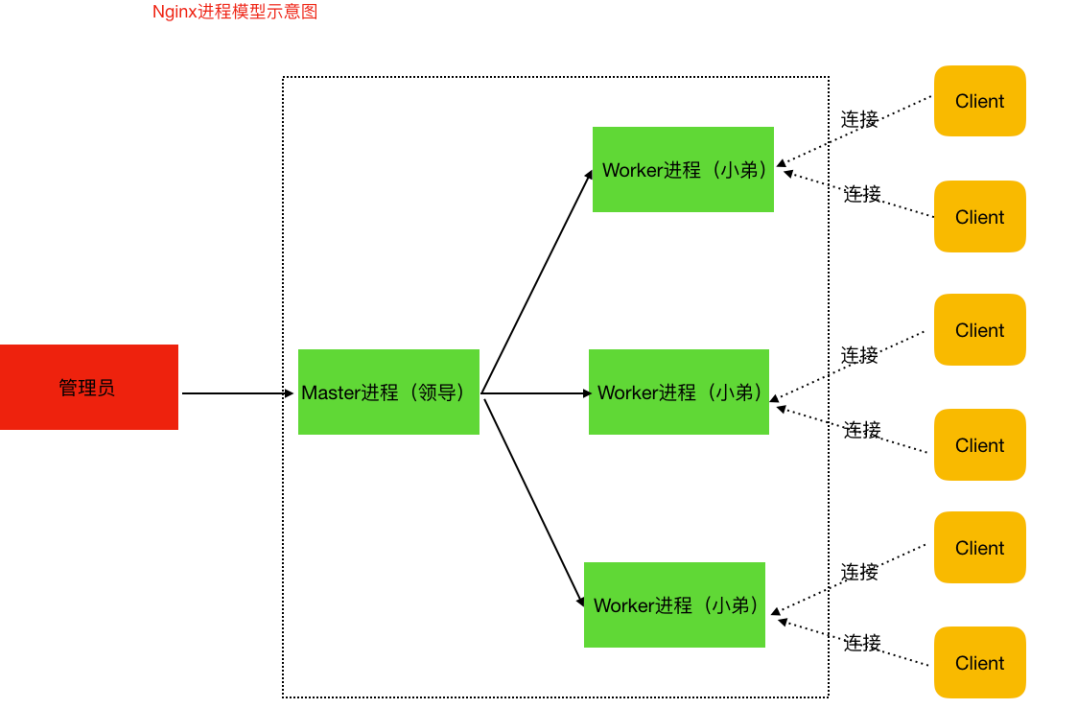 Nginx进程模型示意图
Client
连接
Worker进程（小弟）
连接
Client
Client
连接
管理员
Master进程（领导）
Worker进程（小弟）
连接
Client
Client
连接
Worker进程（小弟）
连接
Client